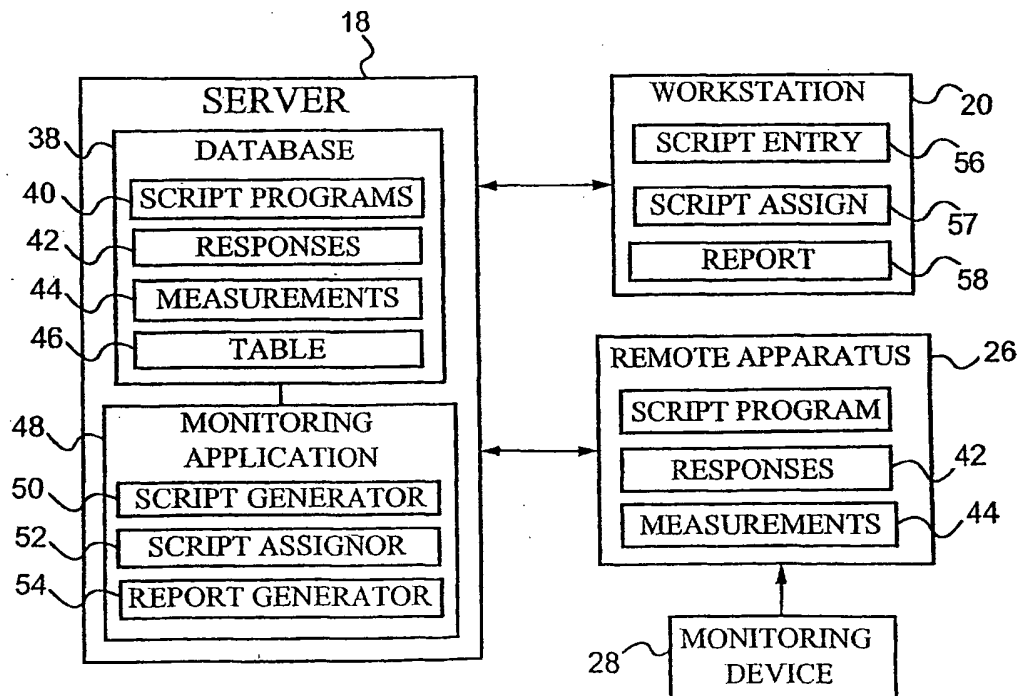 18
SERVER
38
DATABASE
40
SCRIPT PROGRAMS
42
RESPONSES
44
MEASUREMENTS
46
TABLE
48
MONITORING
APPLICATION
50
SCRIPT GENERATOR
52
SCRIPT ASSIGNOR
54
REPORT GENERATOR
WORKSTATION
20
SCRIPT ENTRY
56
SCRIPT ASSIGN
57
REPORT
58
REMOTE APPARATUS
26
SCRIPT PROGRAM
RESPONSES
42
MEASUREMENTS
44
28
MONITORING
DEVICE